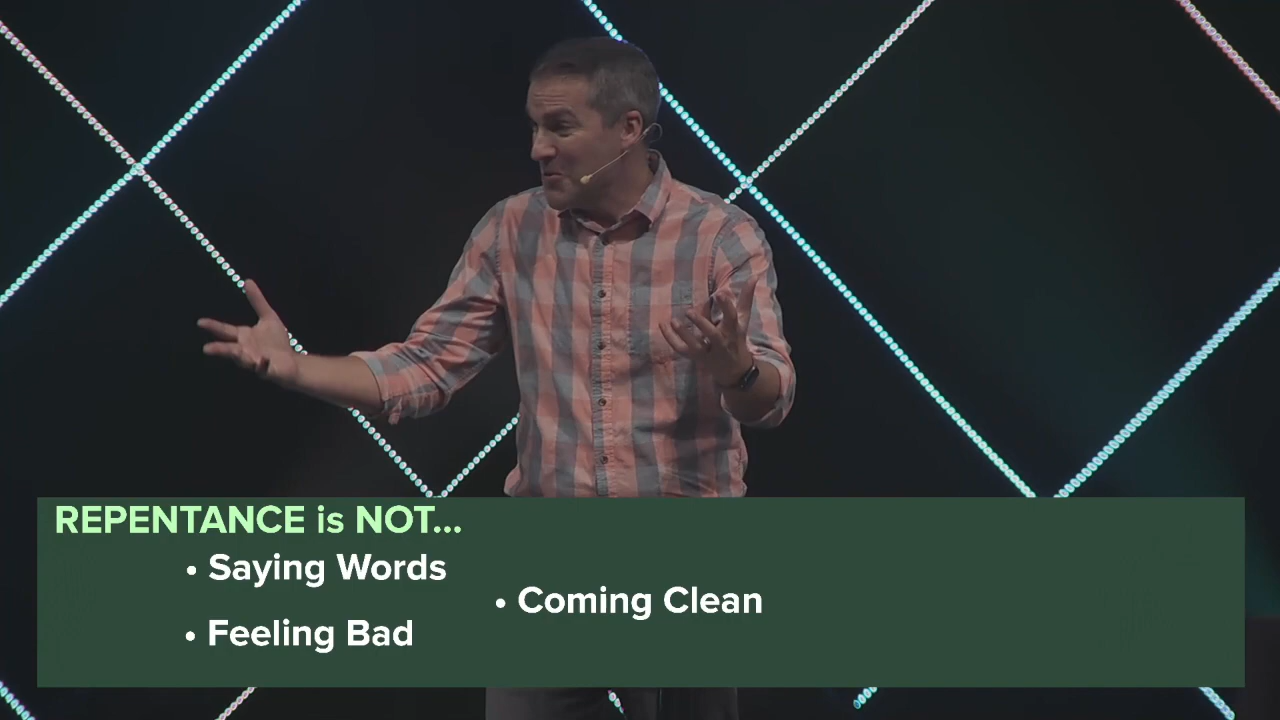 REPENTANCE is NOT...
• Saying Words
• Coming Clean
• Feeling Bad